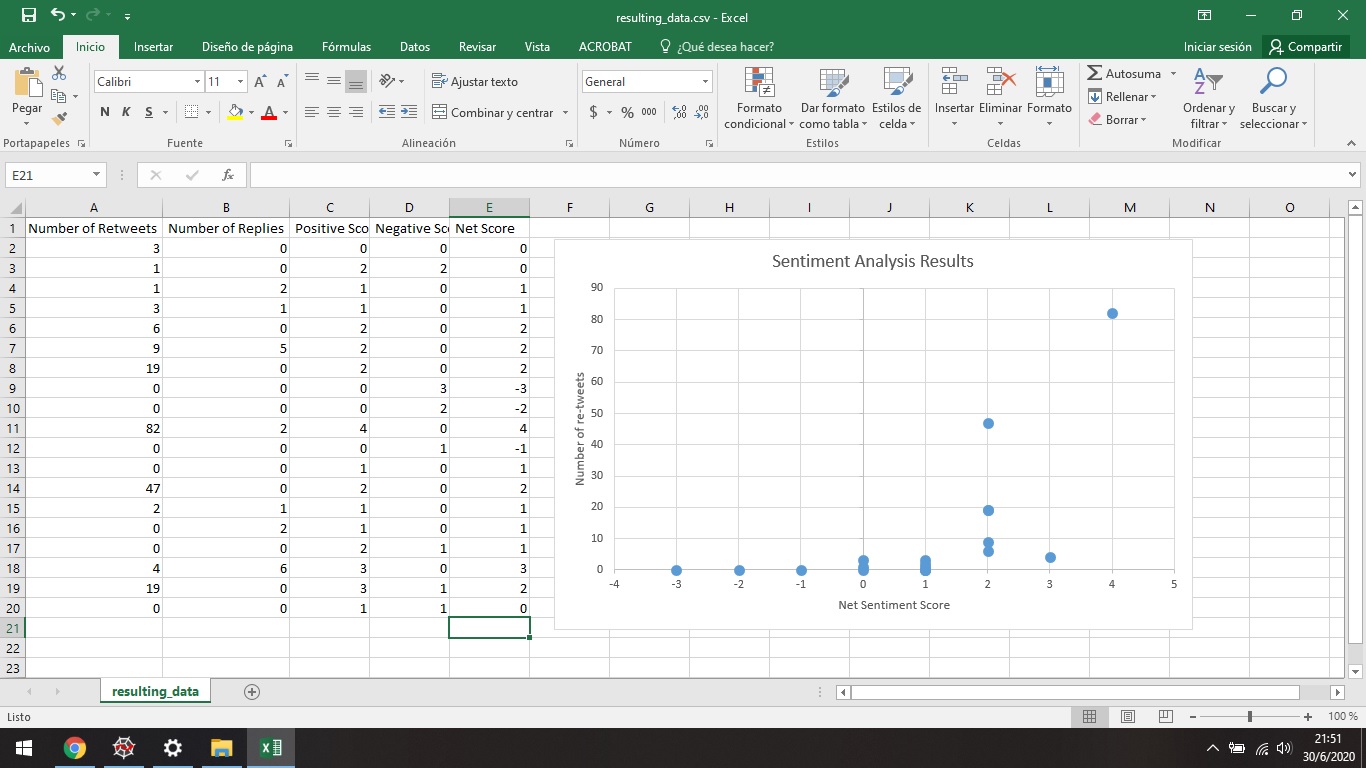 resulting_data.csv - Excel
Archivo Inicio Insertar Diseño de página Fórmulas Datos Revisar Vista ACROBAT ¿Qué desea hacer? Iniciar sesión Compartir
Pegar
Calibri 11
N K S A
Ajustar texto
Combinar y centrar
General
$ % 000
Formato condicional
Dar formato como tabla
Estilos de celda
Insertar Eliminar Formato
Autosuma
Rellenar
Borrar
Ordenar y filtrar
Buscar y seleccionar
Portapapeles Fuente Alineación Número Estilos Celdas Modificar
E21 fx
A B C D E F G H I J K L M N O
1 Number of Retweets Number of Replies Positive Sco Negative Sco Net Score
2 3 0 0 0 0
3 1 0 2 2 0
4 1 2 1 0 1
5 3 1 1 0 1
6 6 0 2 0 2
7 9 5 2 0 2
8 19 0 2 0 2
9 0 0 0 3 -3
10 0 0 0 2 -2
11 82 2 4 0 4
12 0 0 0 1 -1
13 0 0 1 0 1
14 47 0 2 0 2
15 2 1 1 0 1
16 0 2 1 0 1
17 0 0 2 1 1
18 4 6 3 0 3
19 19 0 3 1 2
20 0 0 1 1 0
21
22
23
Sentiment Analysis Results
90
80
70
60
50
40
30
20
10
0
Number of re-tweets
-4 -3 -2 -1 0 1 2 3 4 5
Net Sentiment Score
resulting_data
Listo 100 %
21:51
30/6/2020